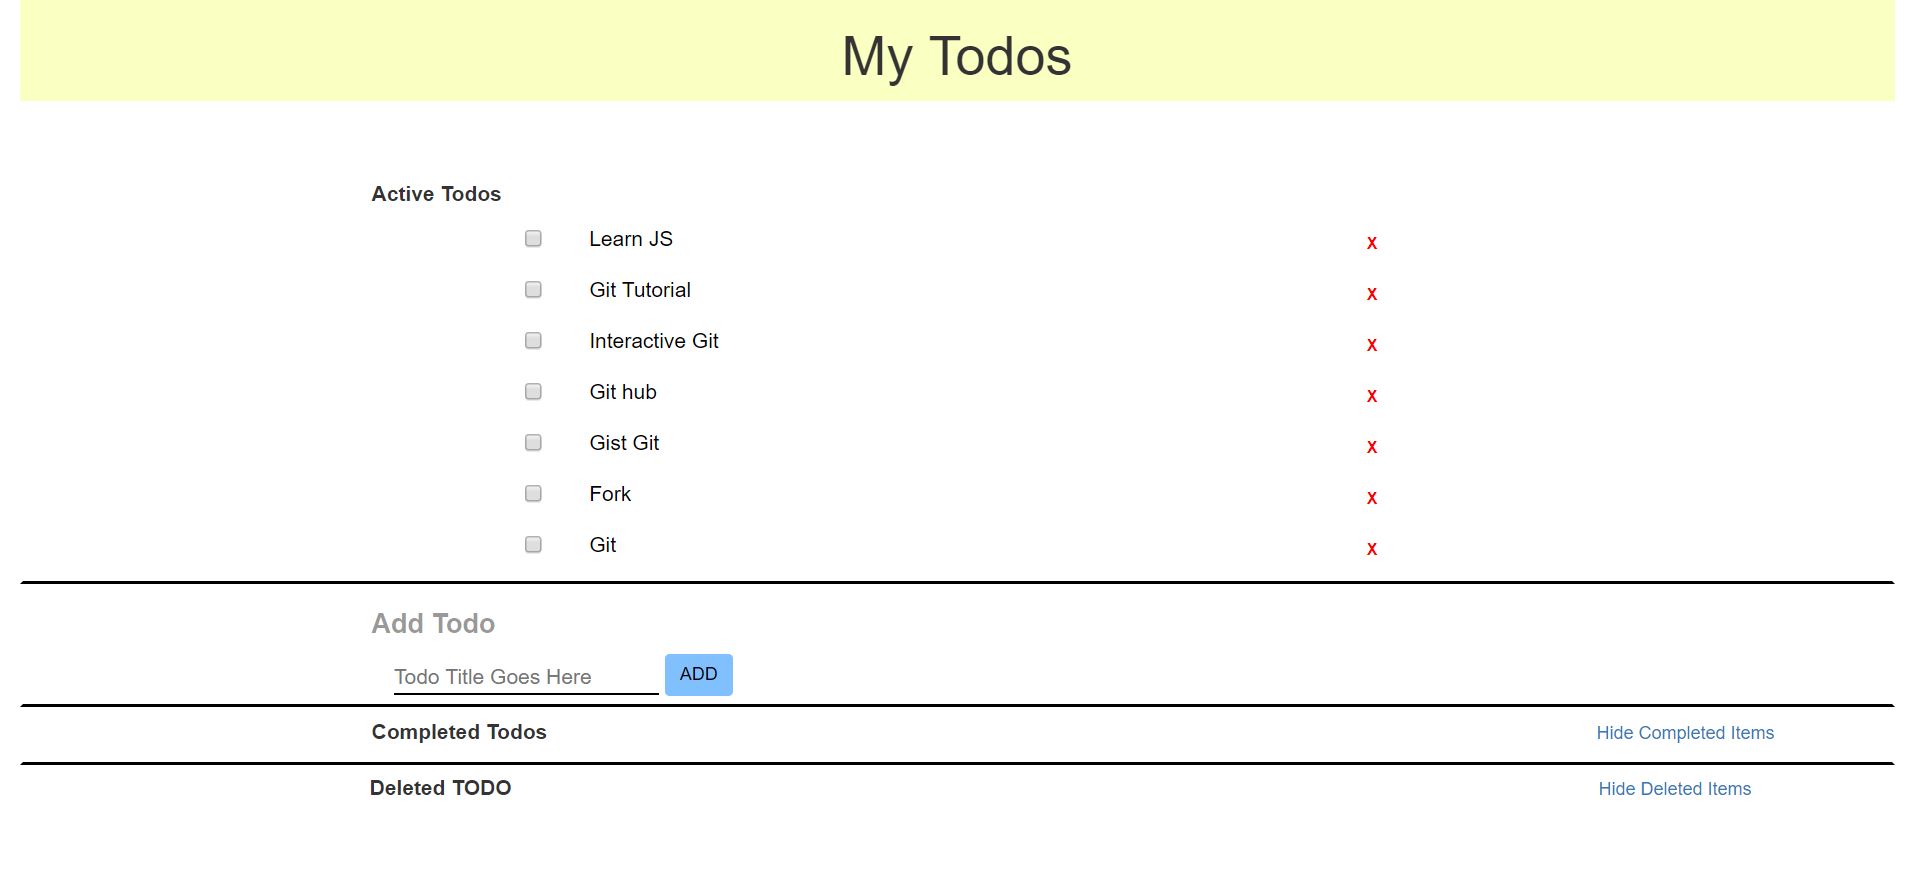 My Todos
Active Todos
Learn JS X
Git Tutorial X
Interactive Git X
Git hub X
Gist Git X
Fork X
Git X
Add Todo
Todo Title Goes Here ADD
Completed Todos Hide Completed Items
Deleted TODO Hide Deleted Items